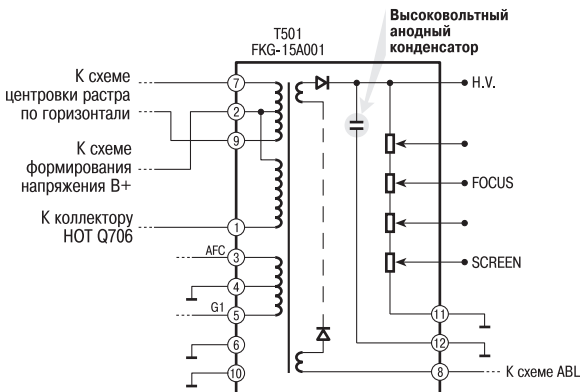 Высоковольтный
анодный
конденсатор
T501
FKG-15A001
К схеме
центровки растра
по горизонтали
К схеме
формирования
напряжения B+
К коллектору
HOT Q706
7
2
9
1
AFC
3
4
G1
5
6
10
H.V.
FOCUS
SCREEN
11
12
8
К схеме ABL